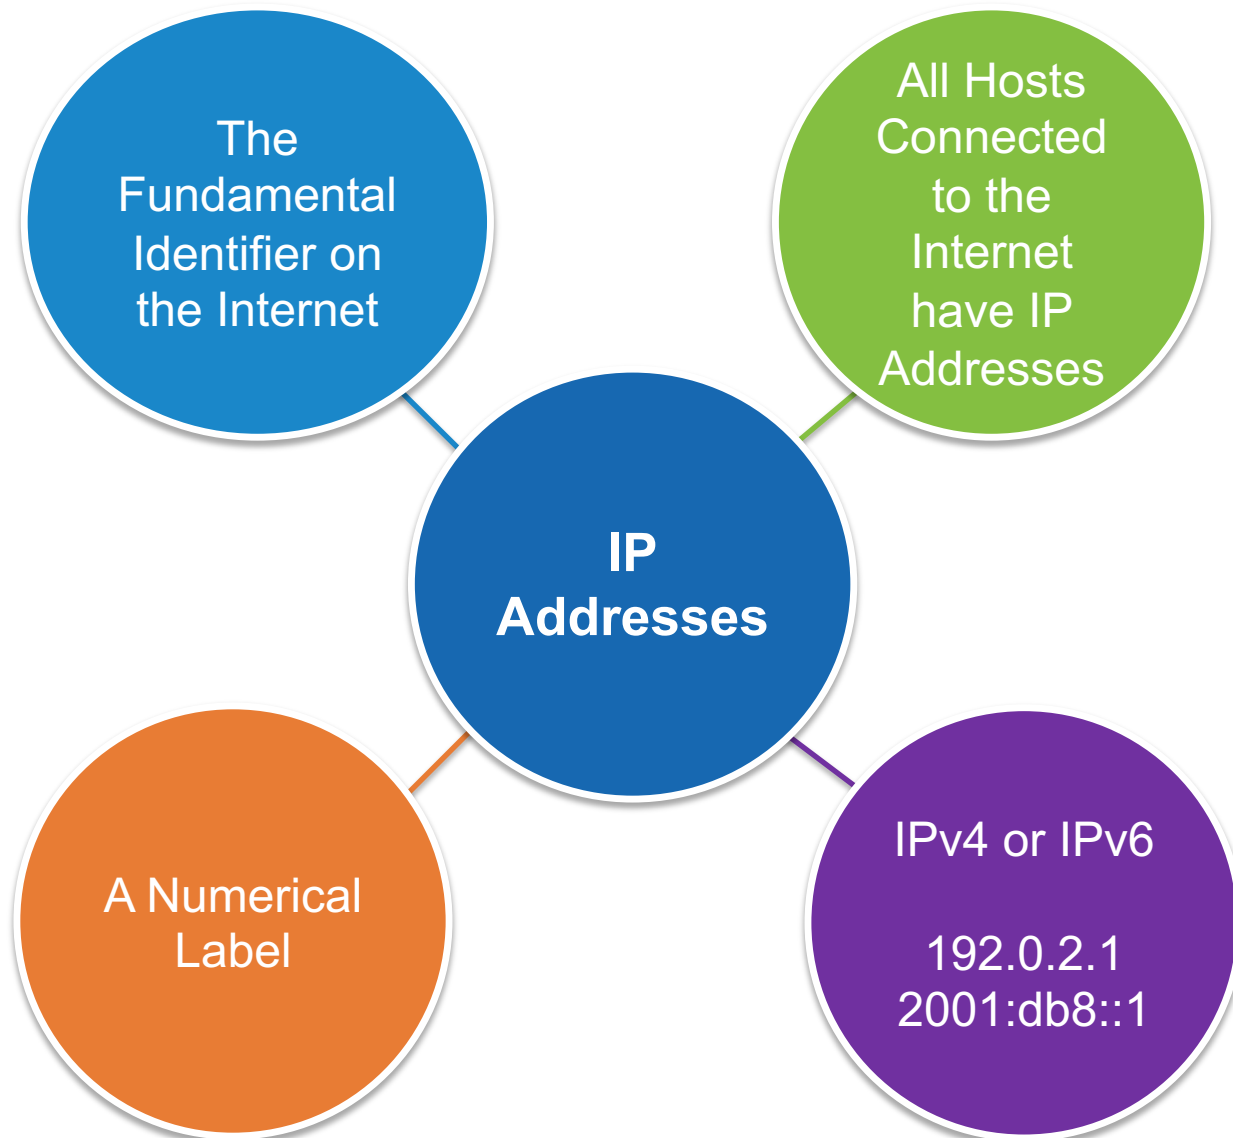 The
Fundamental
Identifier on
the Internet
All Hosts
Connected
to the
Internet
have IP
Addresses
IP
Addresses
A Numerical
Label
IPv4 or IPv6
192.0.2.1
2001:db8::1